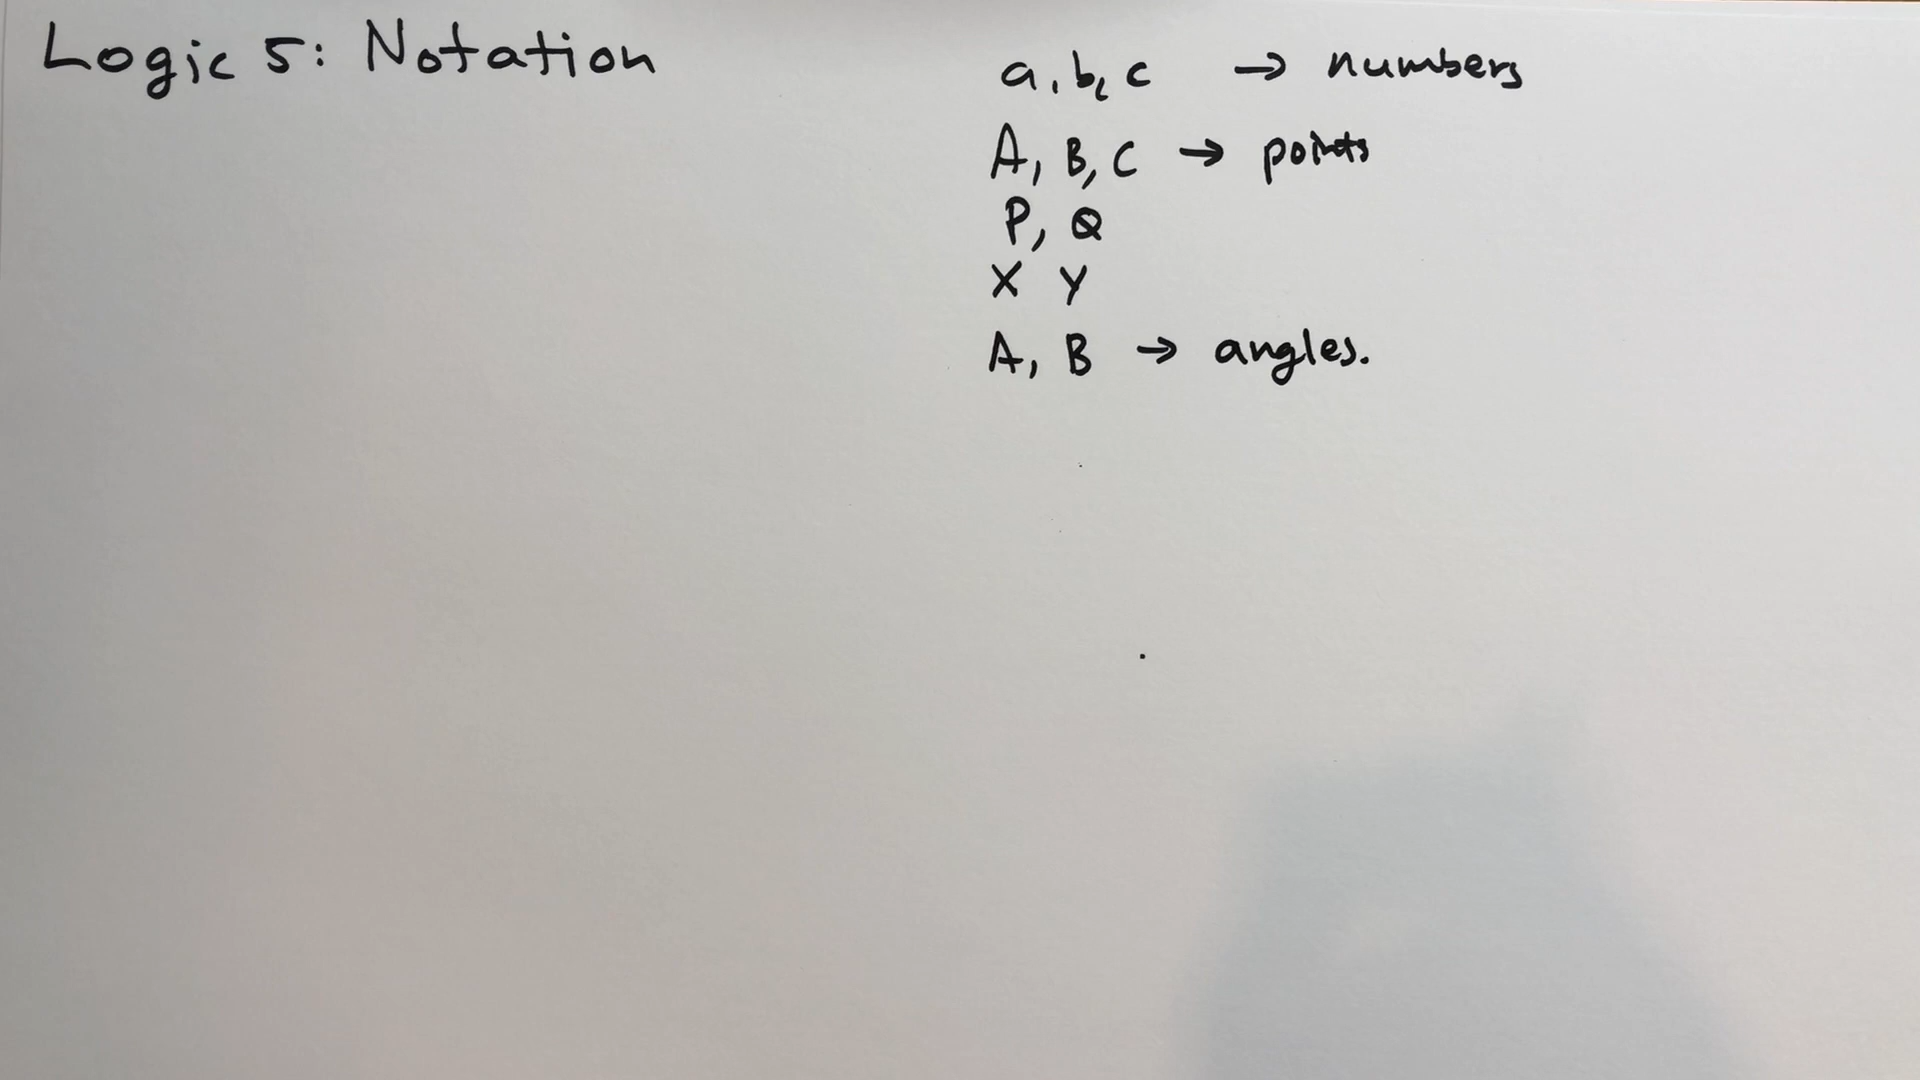 Logic 5: Notation
a, b, c → numbers
A, B, C → points
P, Q
X Y
A, B → angles.